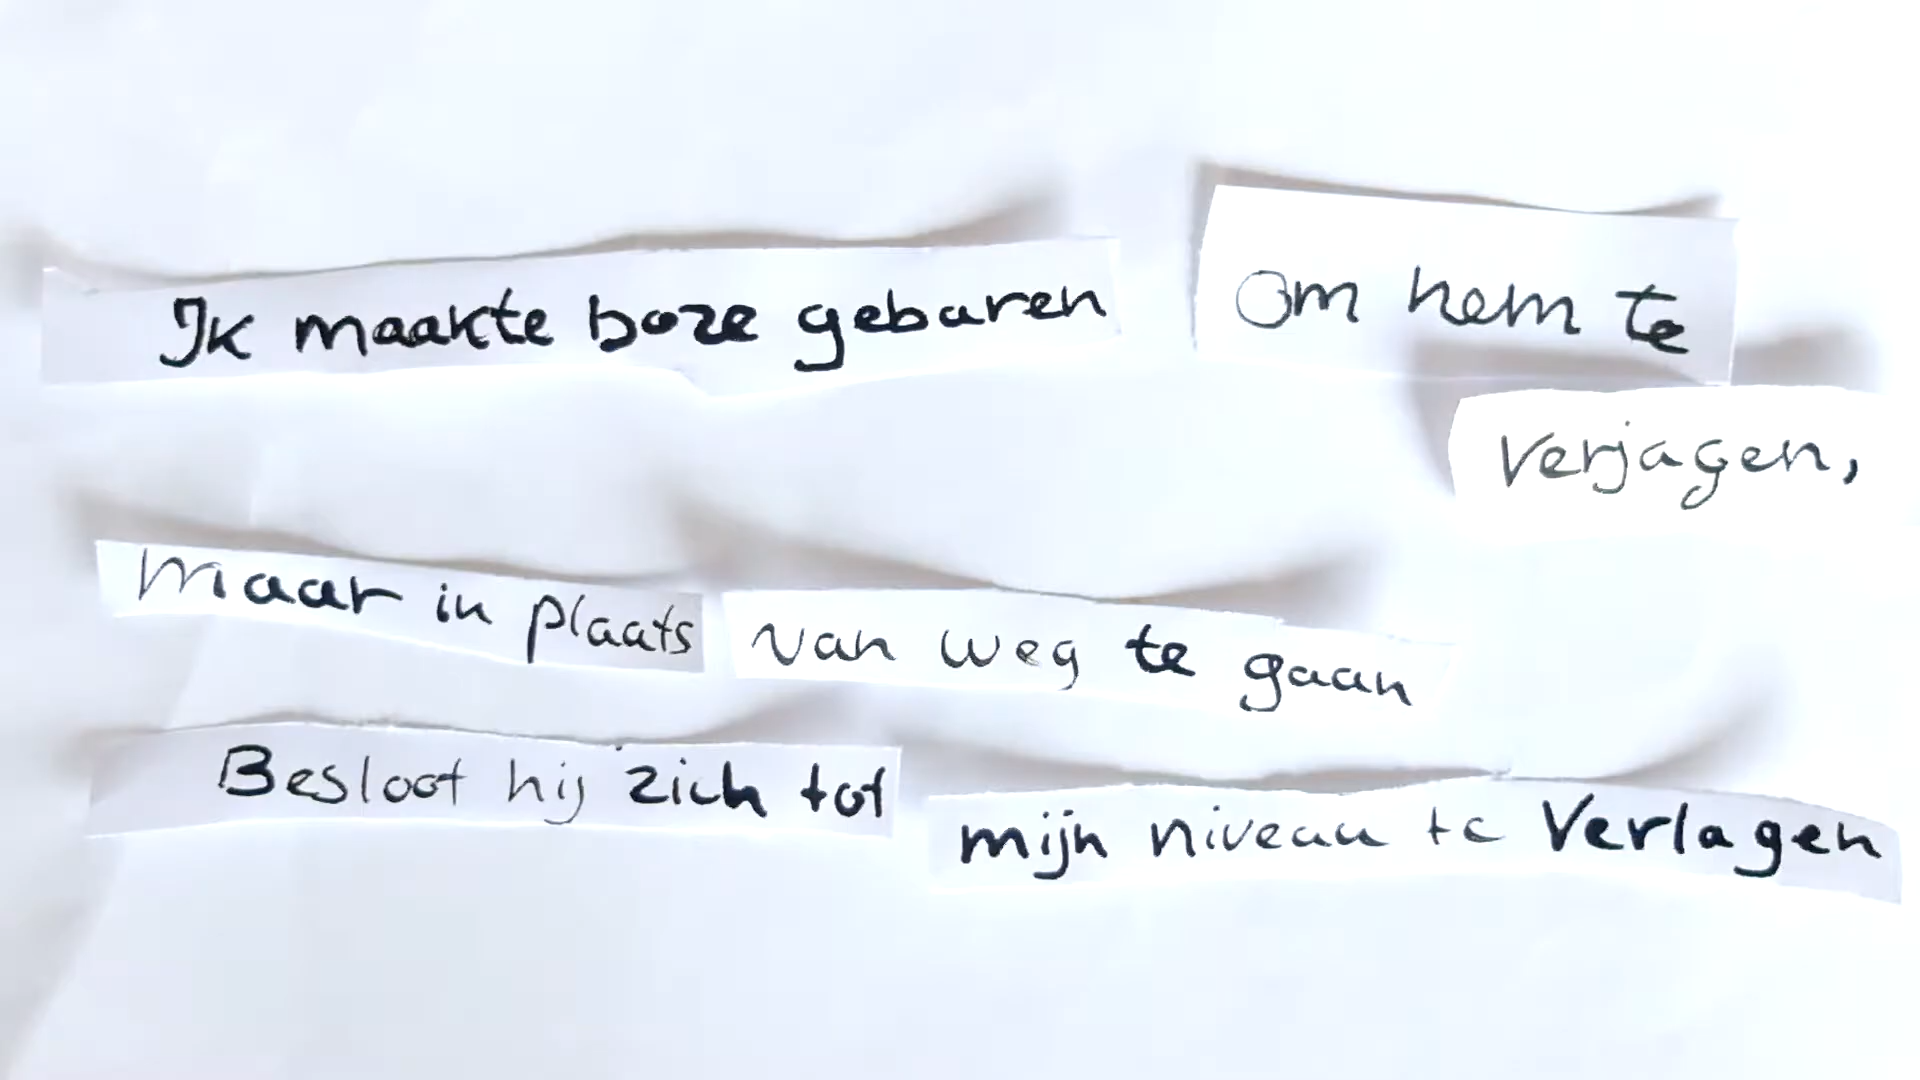 Ik maakte boze gebaren om hem te
verjagen,
maar in plaats van weg te gaan
Besloot hij zich tot mijn niveau te Verlagen